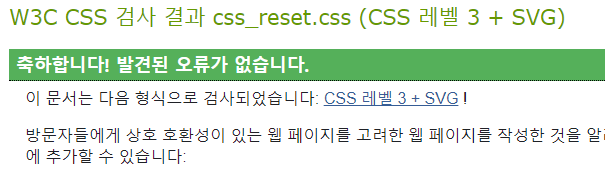 W3C CSS 검사 결과 css_reset.css (CSS 레벨 3 + SVG)
축하합니다! 발견된 오류가 없습니다.
이 문서는 다음 형식으로 검사되었습니다: CSS 레벨 3 + SVG !
방문자들에게 상호 호환성이 있는 웹 페이지를 고려한 웹 페이지를 작성한 것을 알
에 추가할 수 있습니다: